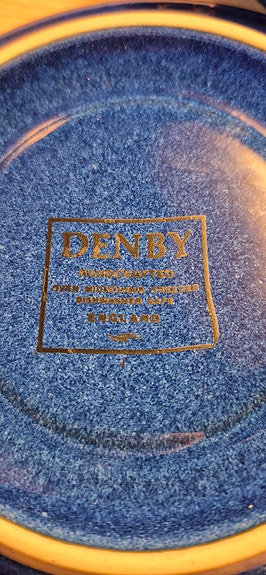 DENBY
HANDCRAFTED
OVEN MICROWAVE FREEZER
DISHWASHER SAFE
ENGLAND